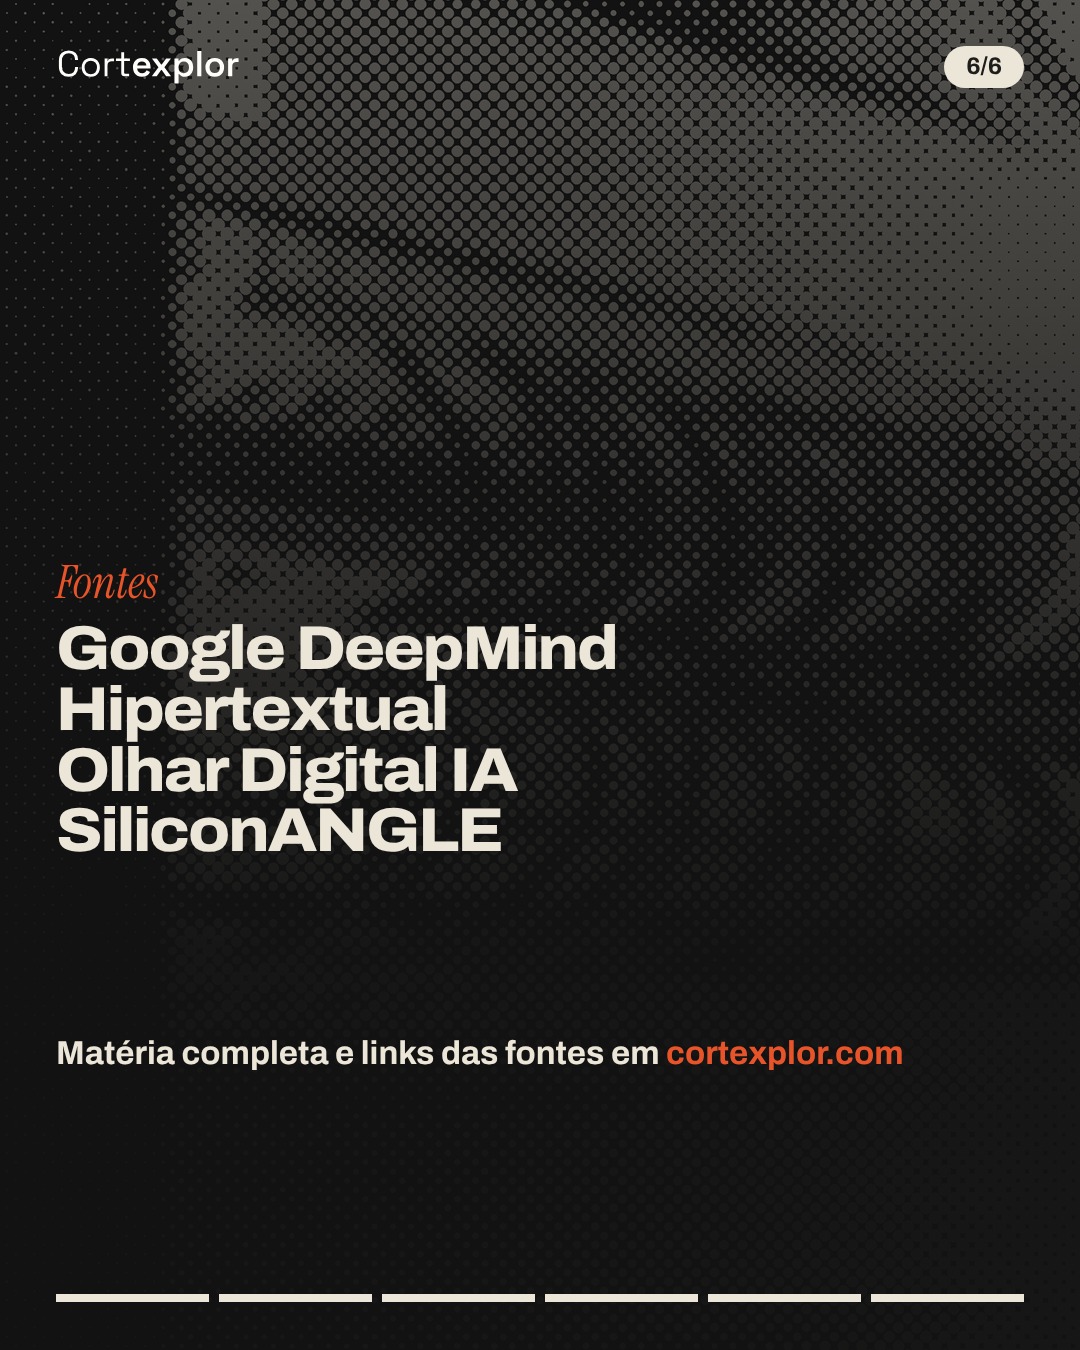 Cortexplor
6/6
Fontes
Google DeepMind
Hipertextual
Olhar Digital IA
SiliconANGLE
Matéria completa e links das fontes em cortexplor.com